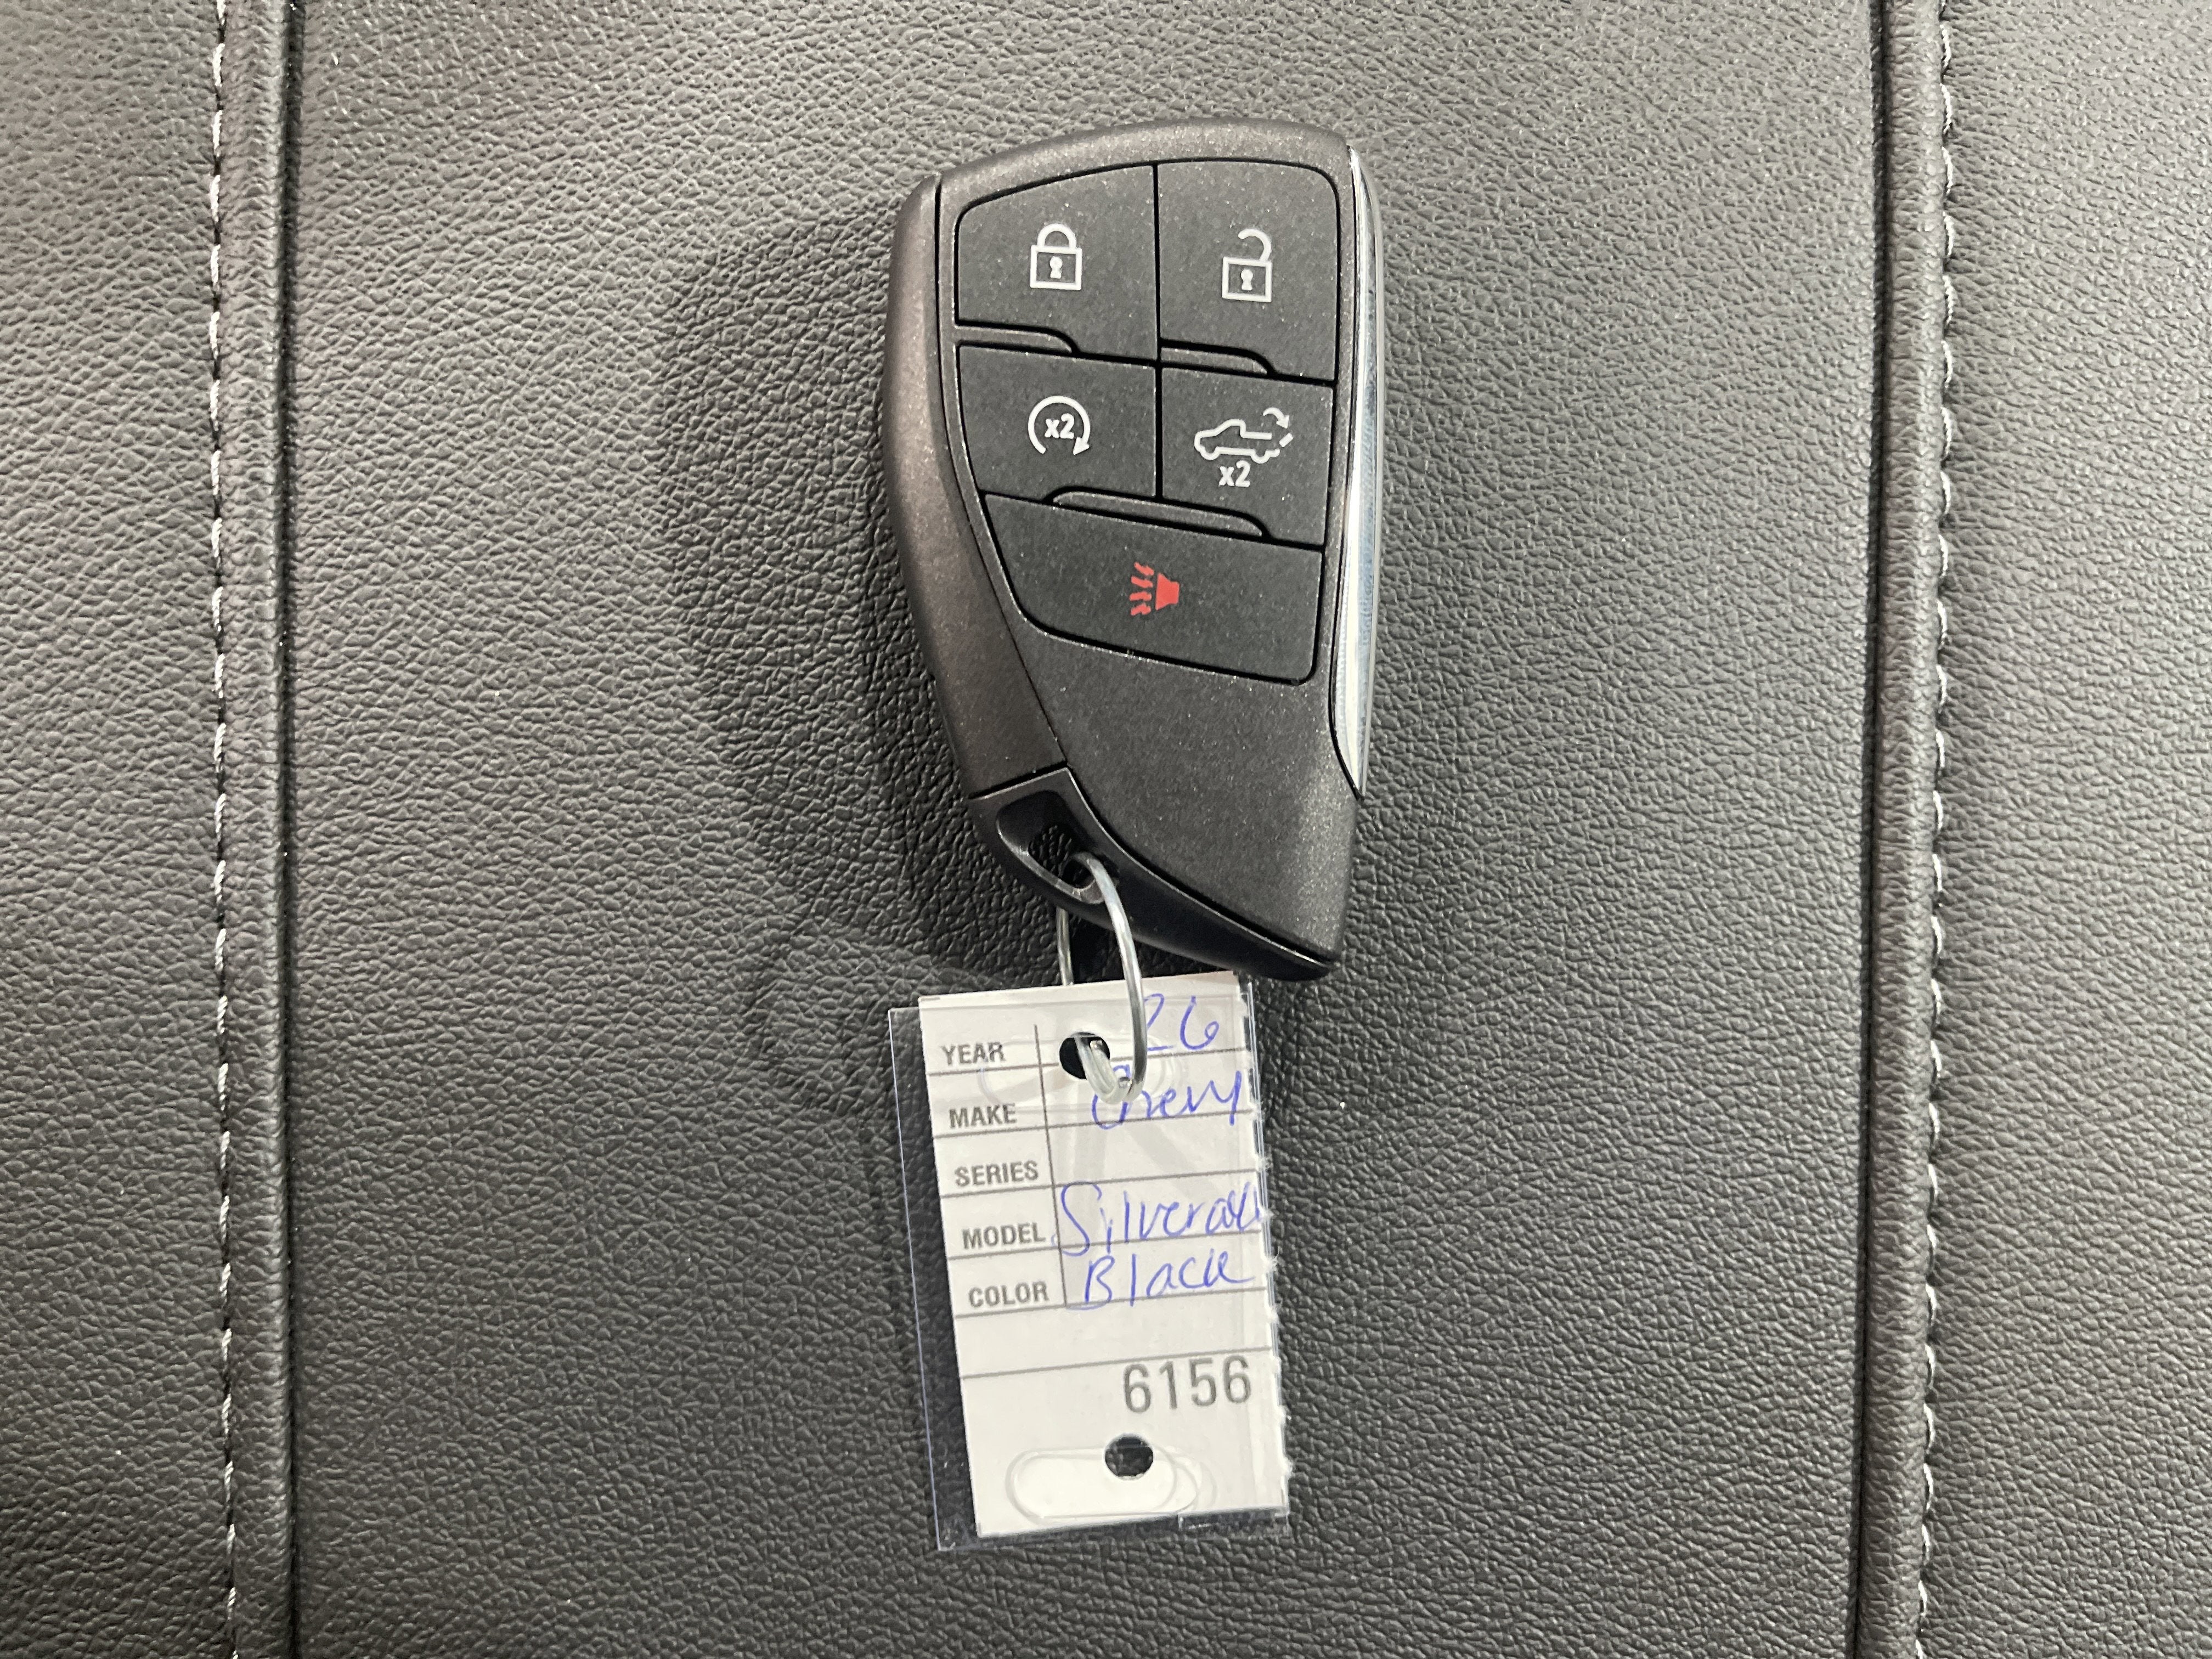 x2
x2
YEAR 26
MAKE Chevy
SERIES
MODEL Silverado
COLOR Black
6156